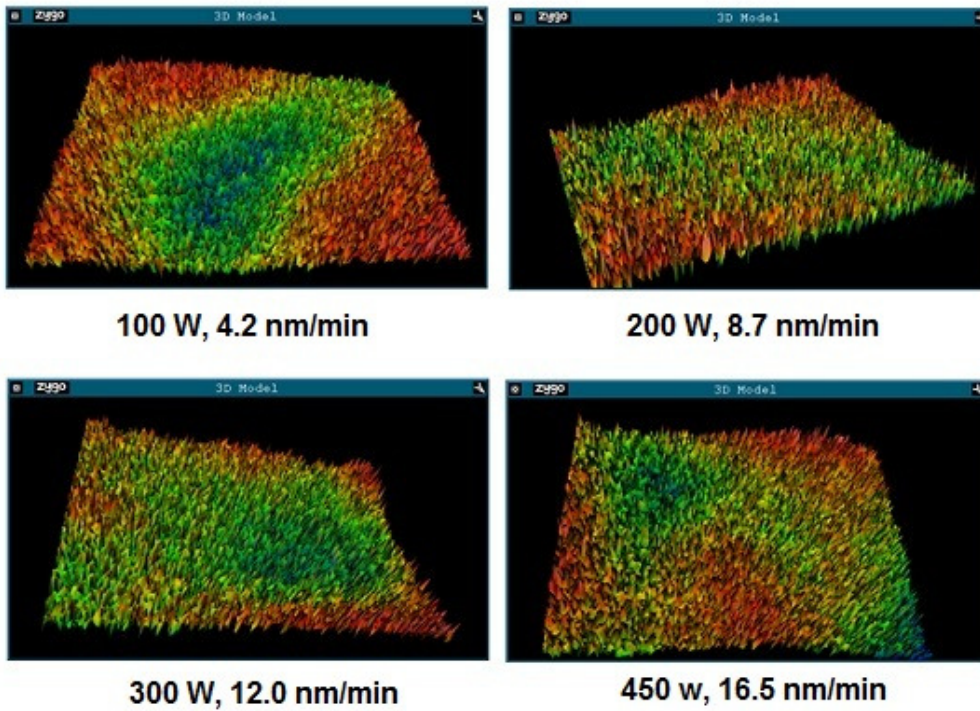 zygo 3D Model
zygo 3D Model
100 W, 4.2 nm/min
200 W, 8.7 nm/min
zygo 3D Model
zygo 3D Model
300 W, 12.0 nm/min
450 w, 16.5 nm/min